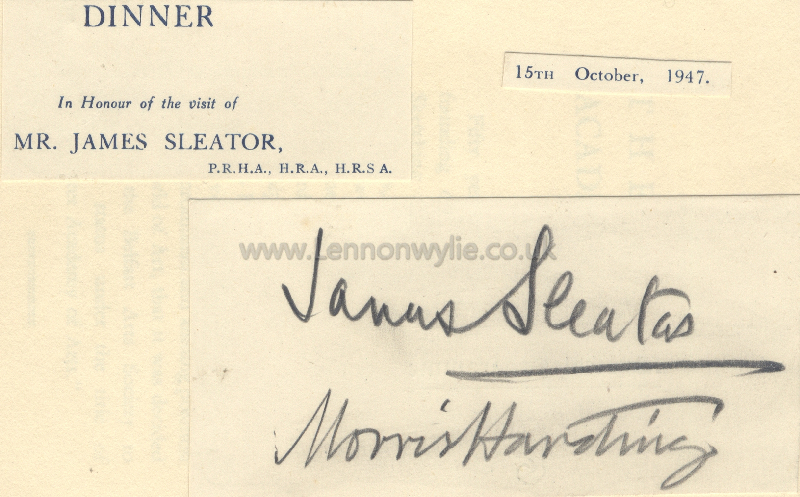 DINNER
15TH October, 1947.
In Honour of the visit of
MR. JAMES SLEATOR,
P.R.H.A., H.R.A., H.R.S A.
www.Lennonwylie.co.uk
James Sleator
Morris Harding